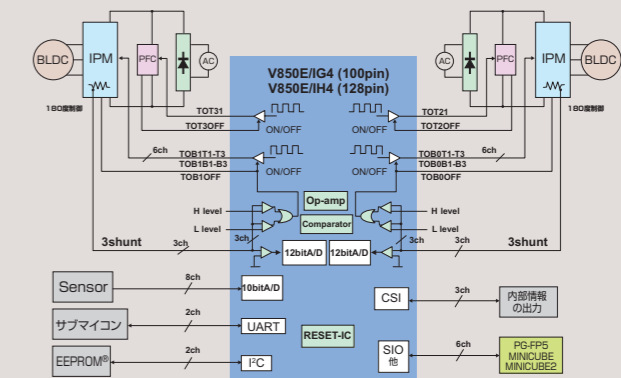 V850E/IG4 (100pin)
V850E/IH4 (128pin)
BLDC
IPM
PFC
AC
180度制御
TOT31
TOT3OFF
ON/OFF
6ch
TOB1T1-T3
TOB1B1-B3
TOB1OFF
ON/OFF
H level
L level
3ch
3shunt
3ch
AC
PFC
IPM
BLDC
180度制御
TOT21
TOT2OFF
ON/OFF
TOB0T1-T3
6ch
TOB0B1-B3
TOB0OFF
ON/OFF
H level
L level
3ch
3ch
3shunt
Op-amp
Comparator
12bitA/D
12bitA/D
Sensor
8ch
10bitA/D
サブマイコン
2ch
UART
EEPROM®
2ch
I²C
RESET-IC
CSI
3ch
内部情報
の出力
SIO
他
6ch
PG-FP5
MINICUBE
MINICUBE2